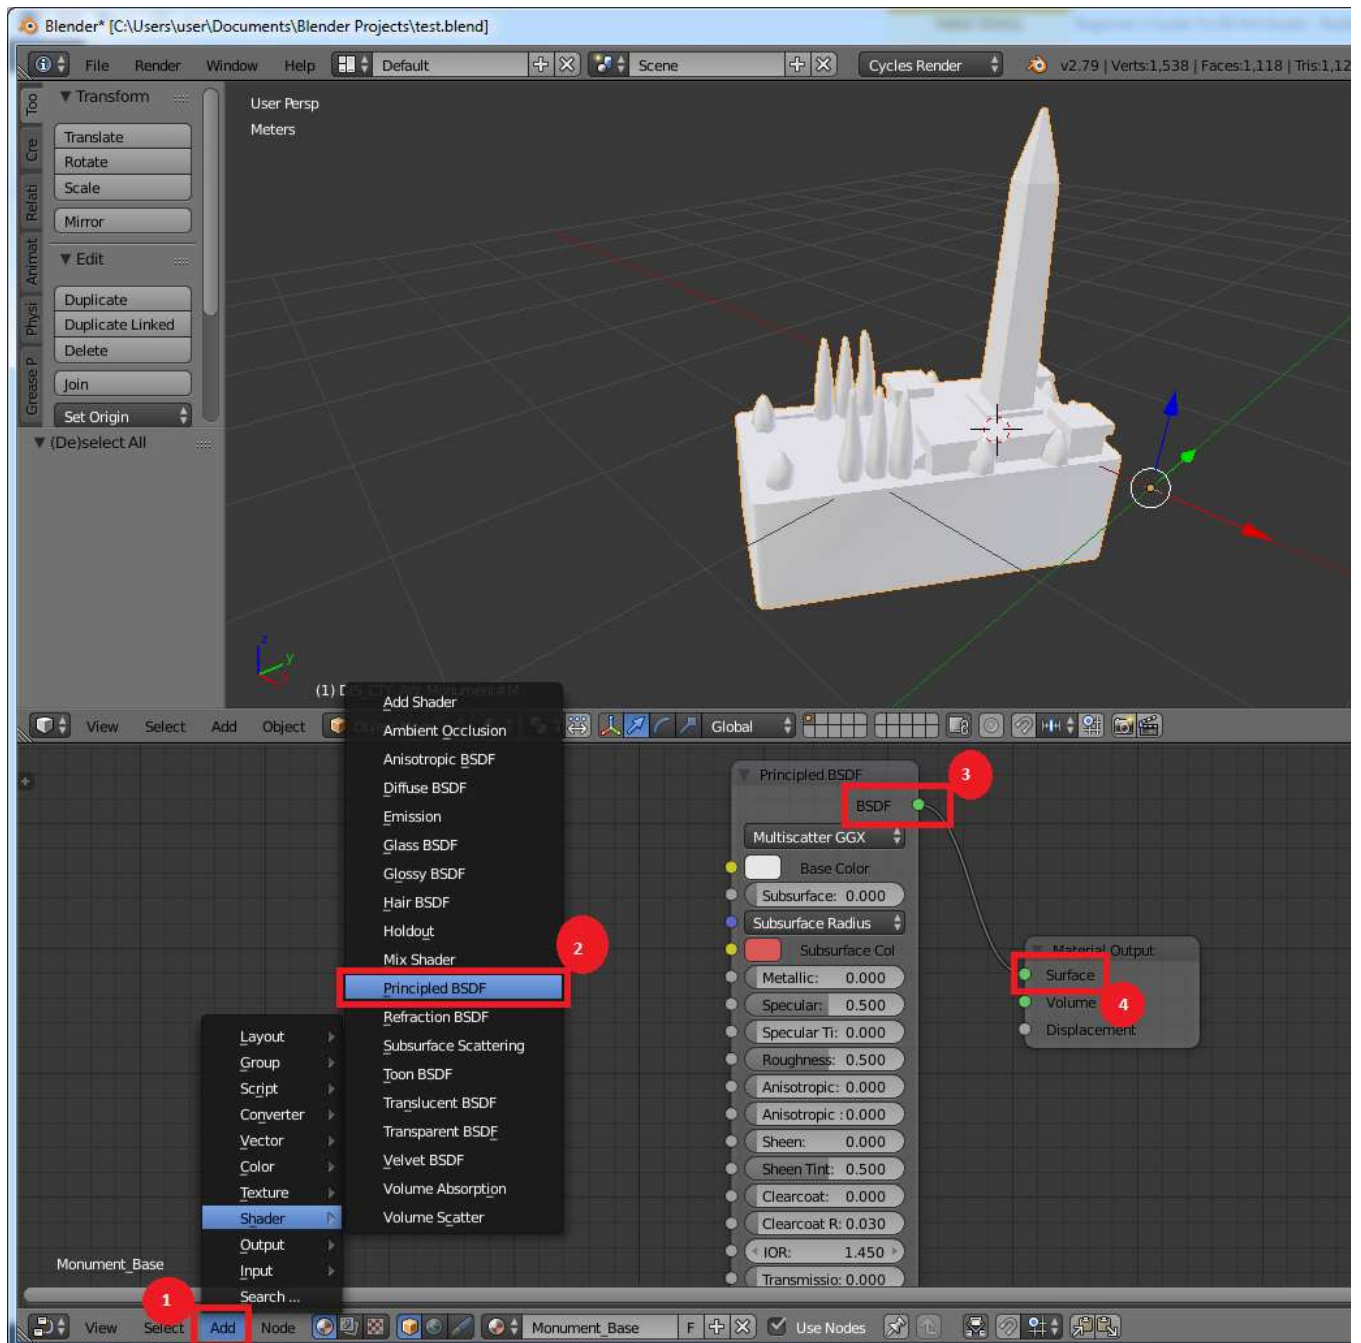 Blender* [C:\Users\user\Documents\Blender Projects\test.blend]
File Render Window Help Default Scene Cycles Render v2.79 | Verts:1,538 | Faces:1,118 | Tris:1,12
Too
Cre
Relati
Animat
Physi
Grease P
Transform
Translate
Rotate
Scale
Mirror
Edit
Duplicate
Duplicate Linked
Delete
Join
Set Origin
(De)select All
User Persp
Meters
z
y
(1)
View Select Add Object Global
Add Shader
Ambient Occlusion
Anisotropic BSDF
Diffuse BSDF
Emission
Glass BSDF
Glossy BSDF
Hair BSDF
Holdout
Mix Shader
Principled BSDF
Refraction BSDF
Subsurface Scattering
Toon BSDF
Translucent BSDF
Transparent BSDF
Velvet BSDF
Volume Absorption
Volume Scatter
2
Layout
Group
Script
Converter
Vector
Color
Texture
Shader
Output
Input
Search ...
Monument_Base
1
Principled BSDF
3
BSDF
Multiscatter GGX
Base Color
Subsurface: 0.000
Subsurface Radius
Subsurface Col
Metallic: 0.000
Specular: 0.500
Specular Ti: 0.000
Roughness: 0.500
Anisotropic: 0.000
Anisotropic : 0.000
Sheen: 0.000
Sheen Tint: 0.500
Clearcoat: 0.000
Clearcoat R: 0.030
IOR: 1.450
Transmissio: 0.000
Material Output
Surface
Volume
4
Displacement
View Select Add Node Monument_Base F Use Nodes